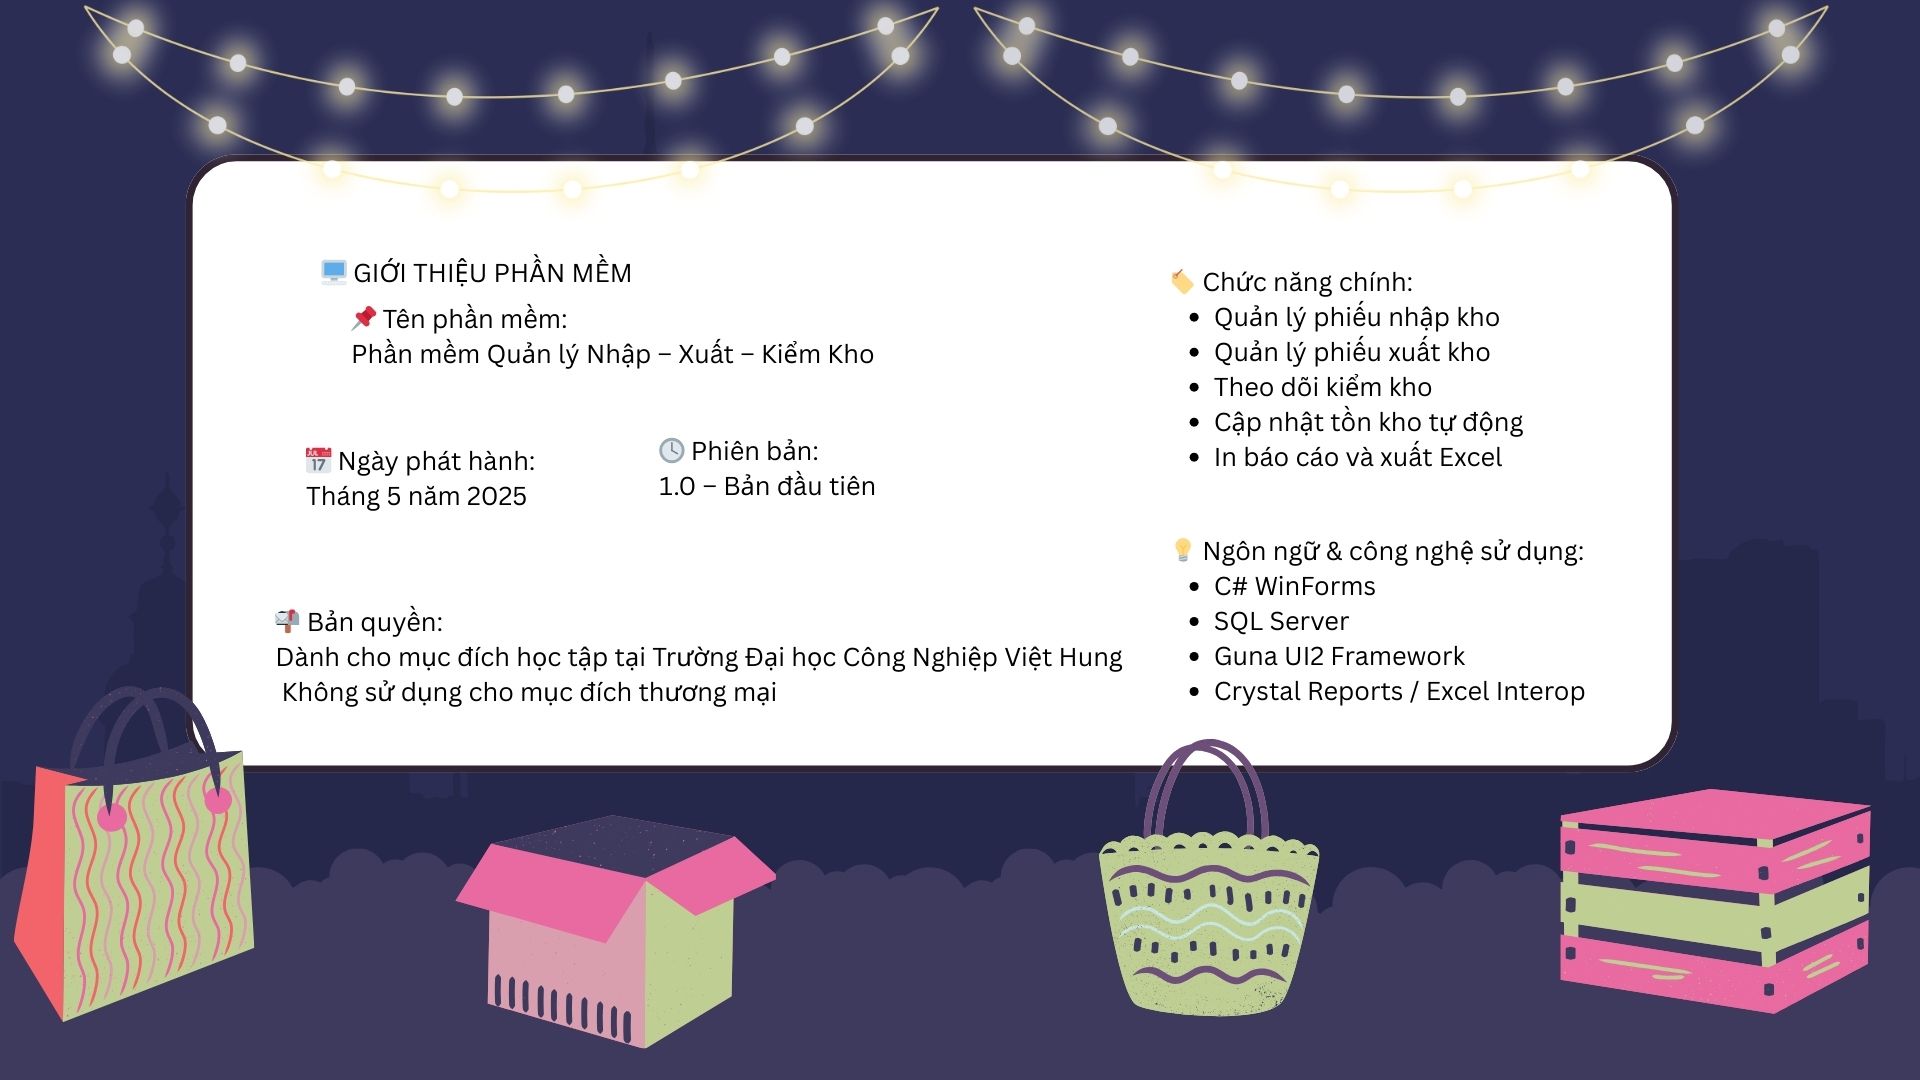 GIỚI THIỆU PHẦN MỀM
Tên phần mềm:
Phần mềm Quản lý Nhập – Xuất – Kiểm Kho
Ngày phát hành:
Tháng 5 năm 2025
Phiên bản:
1.0 – Bản đầu tiên
Bản quyền:
Dành cho mục đích học tập tại Trường Đại học Công Nghiệp Việt Hung
Không sử dụng cho mục đích thương mại
Chức năng chính:
• Quản lý phiếu nhập kho
• Quản lý phiếu xuất kho
• Theo dõi kiểm kho
• Cập nhật tồn kho tự động
• In báo cáo và xuất Excel
Ngôn ngữ & công nghệ sử dụng:
• C# WinForms
• SQL Server
• Guna UI2 Framework
• Crystal Reports / Excel Interop